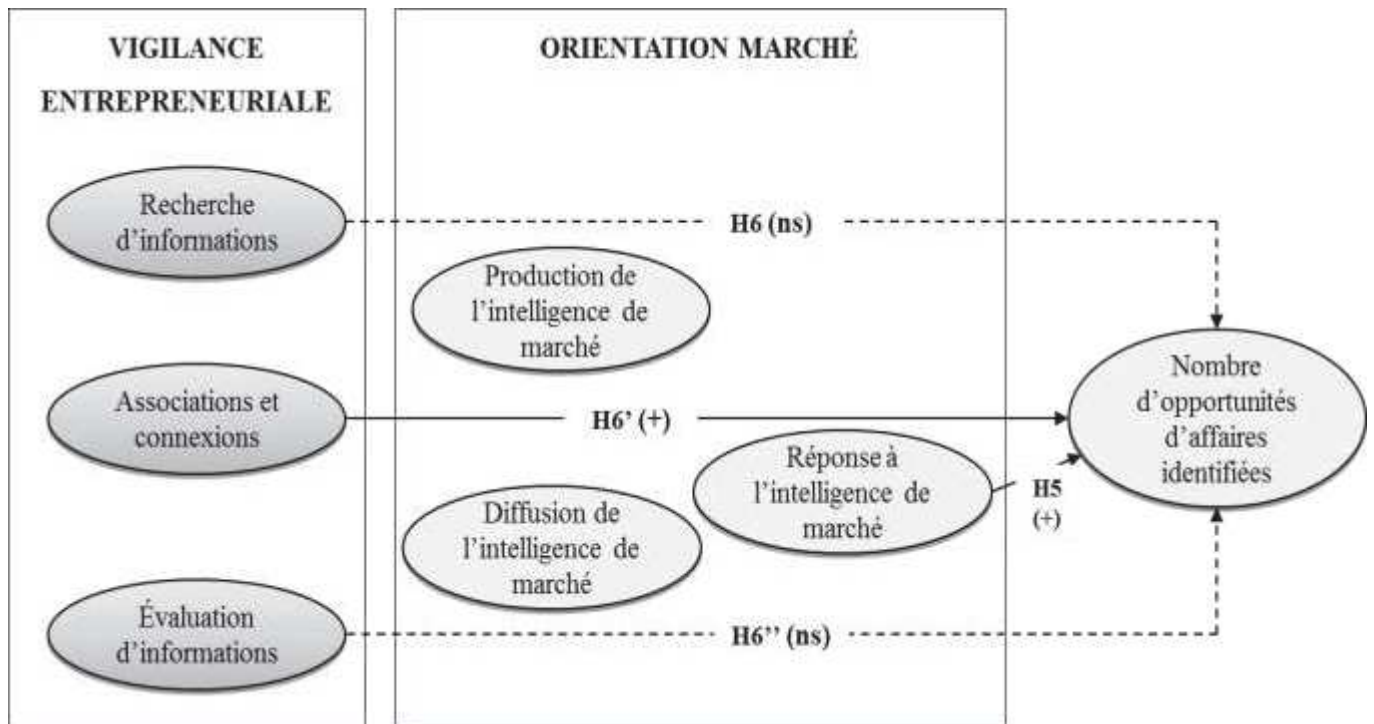 VIGILANCE
ENTREPRENEURIALE
Recherche
d’informations
Associations et
connexions
Évaluation
d’informations
ORIENTATION MARCHÉ
H6 (ns)
Production de
l’intelligence de
marché
H6’ (+)
Réponse à
l’intelligence de
marché
Diffusion de
l’intelligence de
marché
H6’’ (ns)
H5
(+)
Nombre
d’opportunités
d’affaires
identifiées